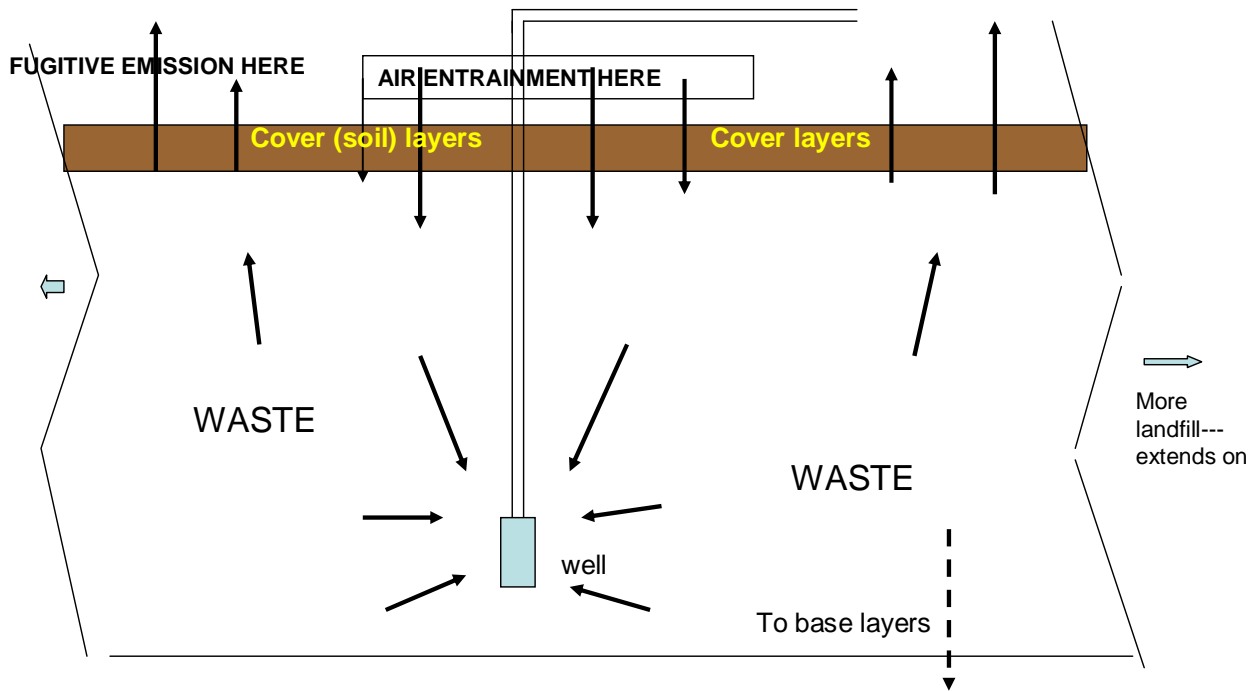 FUGITIVE EMISSION HERE
AIR ENTRAINMENT HERE
Cover (soil) layers
Cover layers
WASTE
More
landfill---
extends on
WASTE
well
To base layers